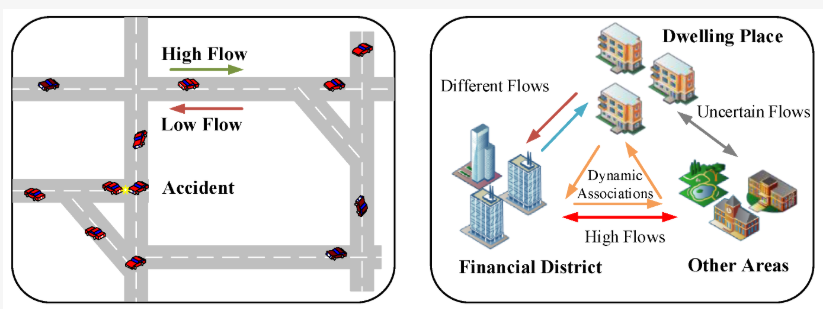 High Flow
Low Flow
Accident
Dwelling Place
Different Flows
Uncertain Flows
Dynamic
Associations
High Flows
Financial District
Other Areas